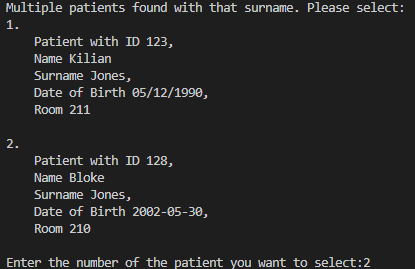 Multiple patients found with that surname. Please select:
1.
Patient with ID 123,
Name Kilian
Surname Jones,
Date of Birth 05/12/1990,
Room 211
2.
Patient with ID 128,
Name Bloke
Surname Jones,
Date of Birth 2002-05-30,
Room 210
Enter the number of the patient you want to select:2